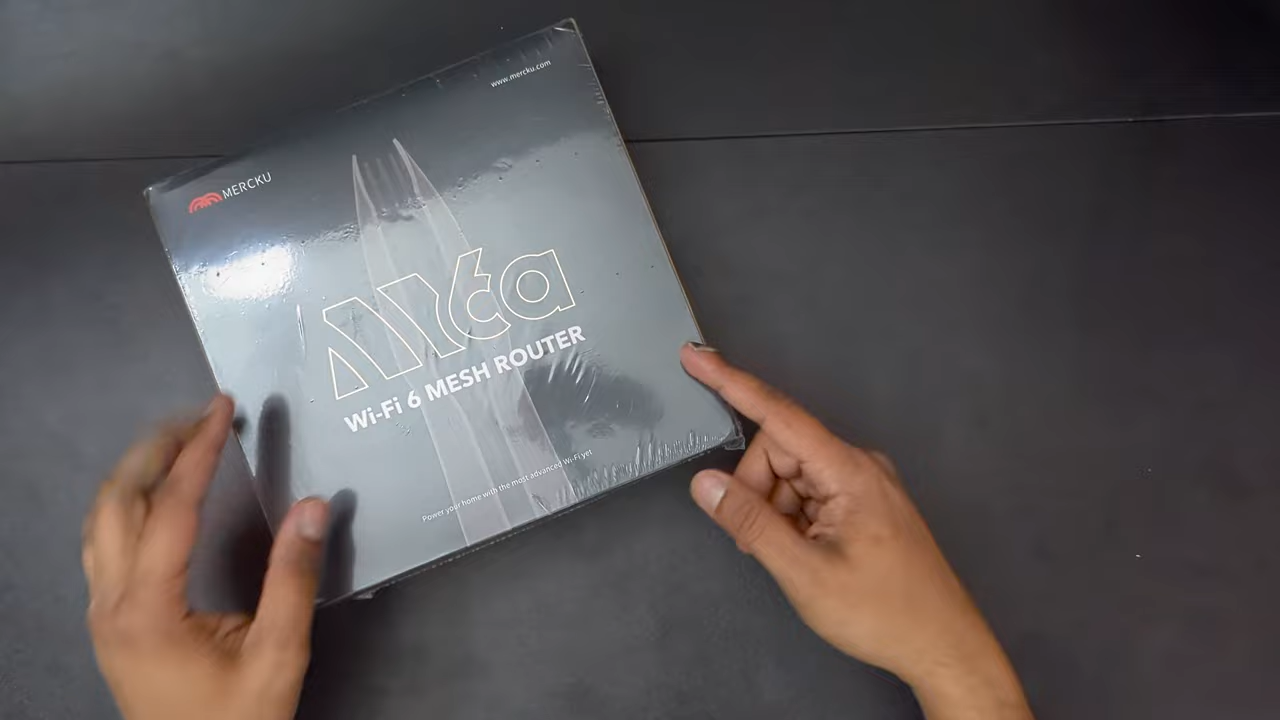 www.mercku.com
MERCKU
M6a
Wi-Fi 6 MESH ROUTER
Power your home with the most advanced Wi-Fi yet